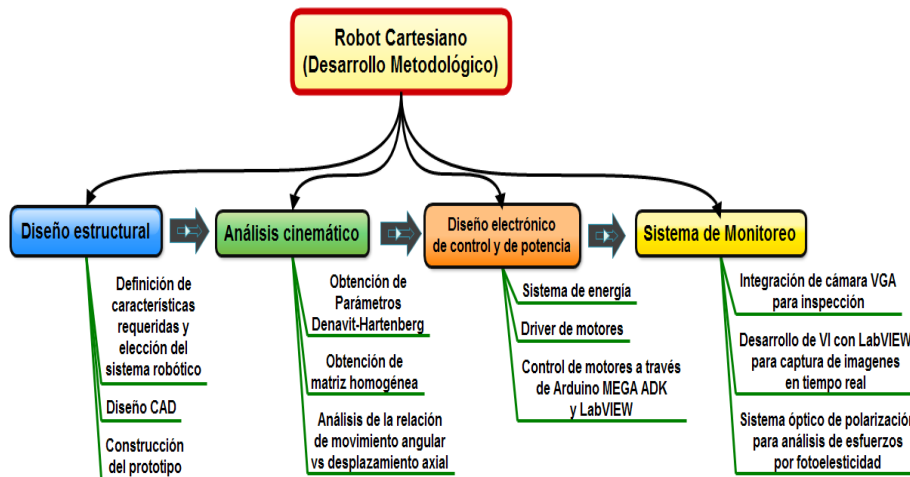 Robot Cartesiano
(Desarrollo Metodológico)
Diseño estructural
Definición de
características
requeridas y
elección del
sistema robótico
Diseño CAD
Construcción
del prototipo
Análisis cinemático
Obtención de
Parámetros
Denavit-Hartenberg
Obtención de
matriz homogénea
Análisis de la relación
de movimiento angular
vs desplazamiento axial
Diseño electrónico
de control y de potencia
Sistema de energía
Driver de motores
Control de motores a través
de Arduino MEGA ADK
y LabVIEW
Sistema de Monitoreo
Integración de cámara VGA
para inspección
Desarrollo de VI con LabVIEW
para captura de imagenes
en tiempo real
Sistema óptico de polarización
para análisis de esfuerzos
por fotoelesticidad